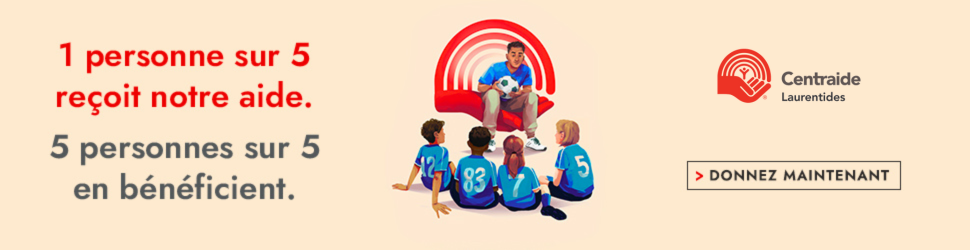 1 personne sur 5
reçoit notre aide.
5 personnes sur 5
en bénéficient.
12
83
7
5
Centraide
Laurentides
> DONNEZ MAINTENANT